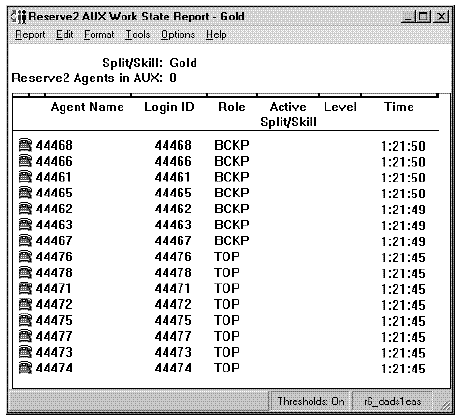 Reserve2 AUX Work State Report - Gold
Report Edit Format Tools Options Help
Split/Skill: Gold
Reserve2 Agents in AUX: 0
Agent Name Login ID Role Active Split/Skill Level Time
44468 44468 BCKP 1:21:50
44466 44466 BCKP 1:21:50
44461 44461 BCKP 1:21:50
44465 44465 BCKP 1:21:50
44462 44462 BCKP 1:21:49
44463 44463 BCKP 1:21:49
44467 44467 BCKP 1:21:49
44476 44476 TOP 1:21:45
44478 44478 TOP 1:21:45
44471 44471 TOP 1:21:45
44472 44472 TOP 1:21:45
44475 44475 TOP 1:21:45
44477 44477 TOP 1:21:45
44473 44473 TOP 1:21:45
44474 44474 TOP 1:21:45
Thresholds: On r6_dads1eas